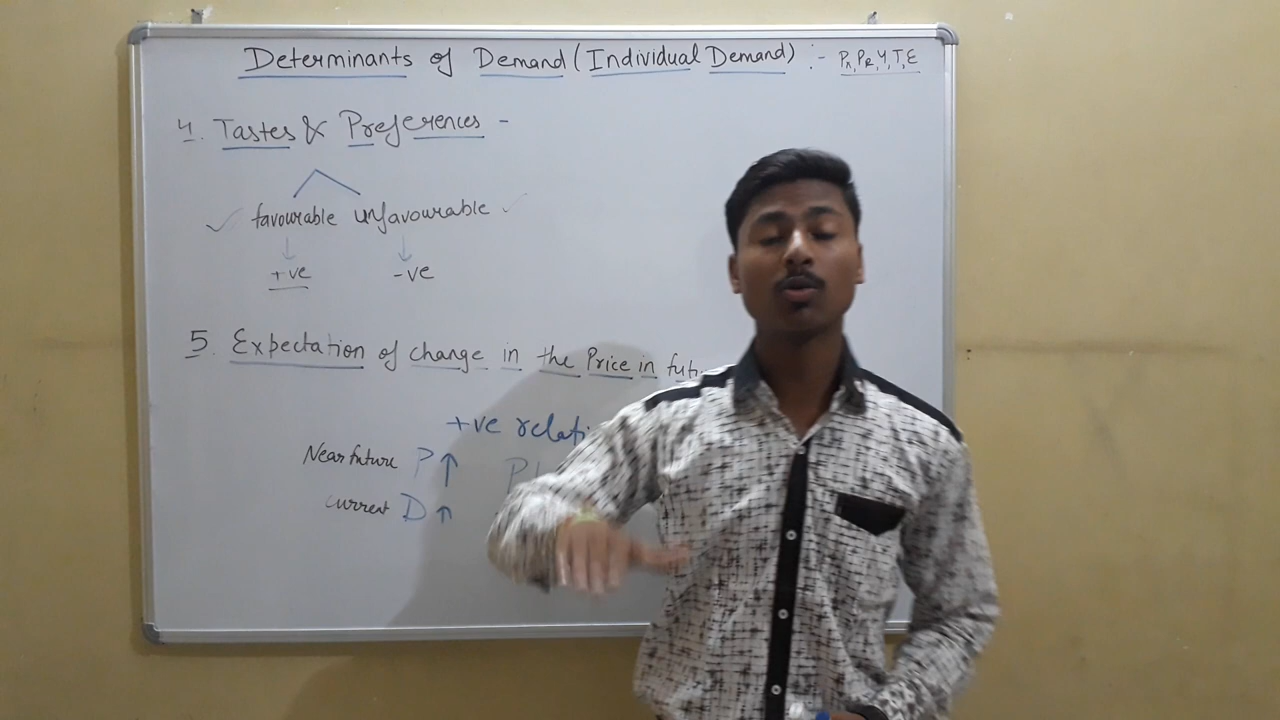 Determinants of Demand (Individual Demand) :- Pn, PR, Y, T, E
4. Tastes & Preferences -
favourable unfavourable
+ve -ve
5. Expectation of change in the Price in
+ve
Near future P↑ P
current D↑